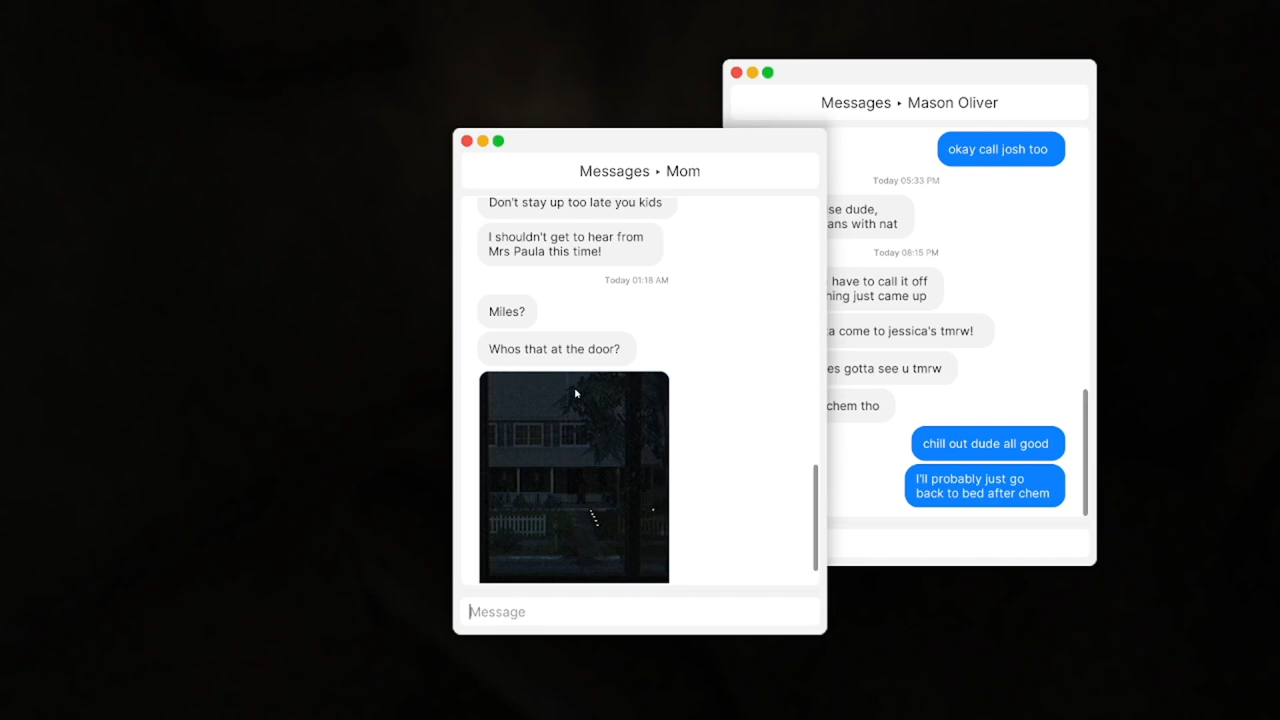 Messages ‣ Mason Oliver
okay call josh too
Today 05:33 PM
dude,
with nat
Today 08:15 PM
have to call it off
just came up
come to jessica's tmrw!
gotta see u tmrw
chem tho
chill out dude all good
I'll probably just go
back to bed after chem
Messages ‣ Mom
Don't stay up too late you kids
I shouldn't get to hear from
Mrs Paula this time!
Today 01:18 AM
Miles?
Whos that at the door?
Message